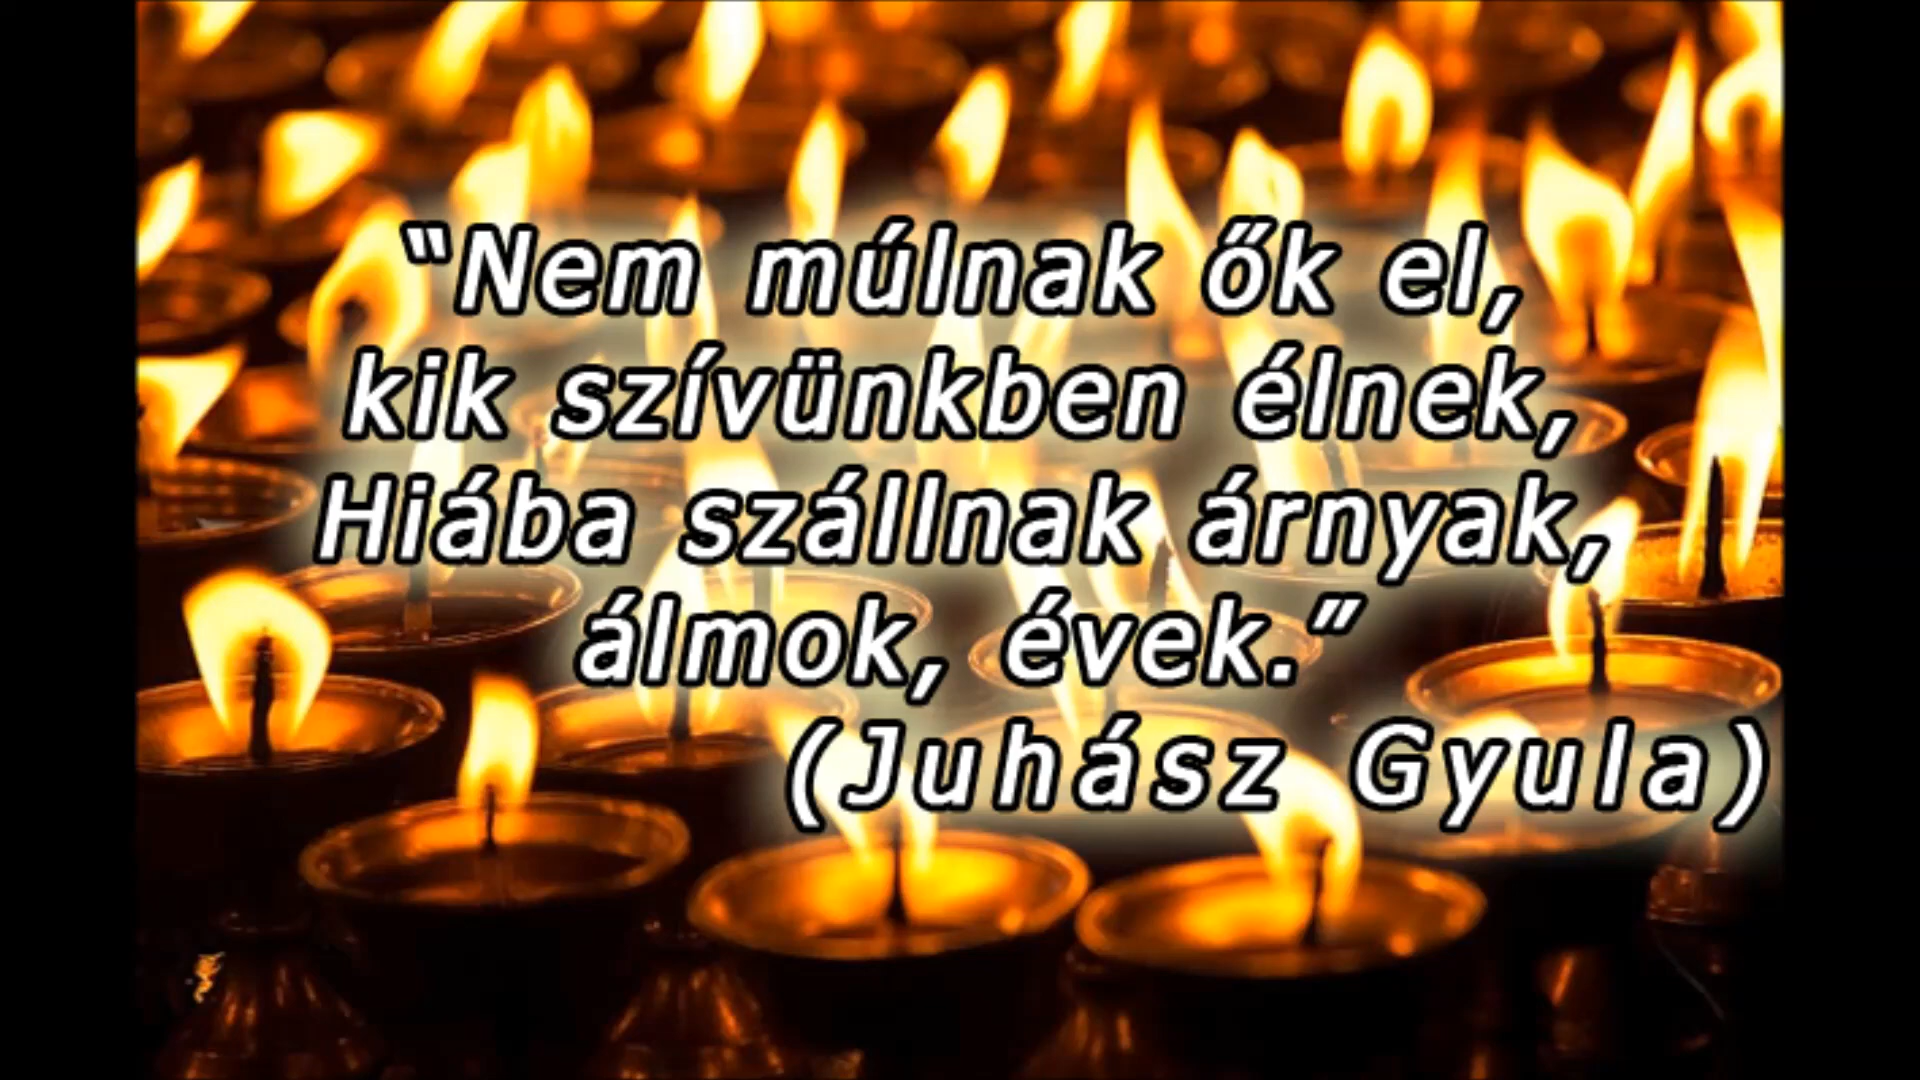 “Nem múlnak ők el,
kik szívünkben élnek,
Hiába szállnak árnyak,
álmok, évek.”
(Juhász Gyula)